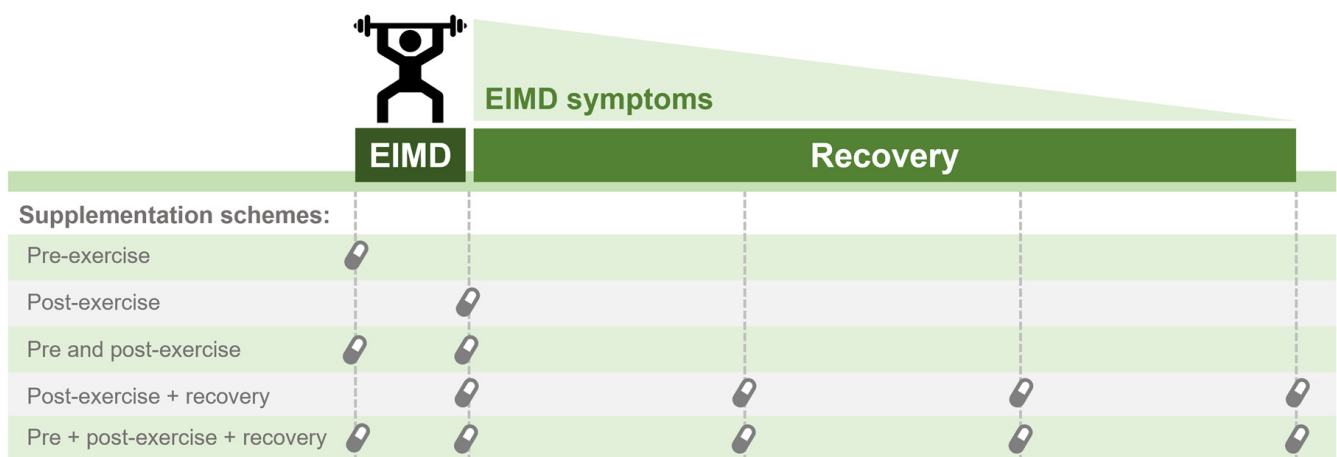 EIMD symptoms
EIMD
Recovery
Supplementation schemes:
Pre-exercise
Post-exercise
Pre and post-exercise
Post-exercise + recovery
Pre + post-exercise + recovery